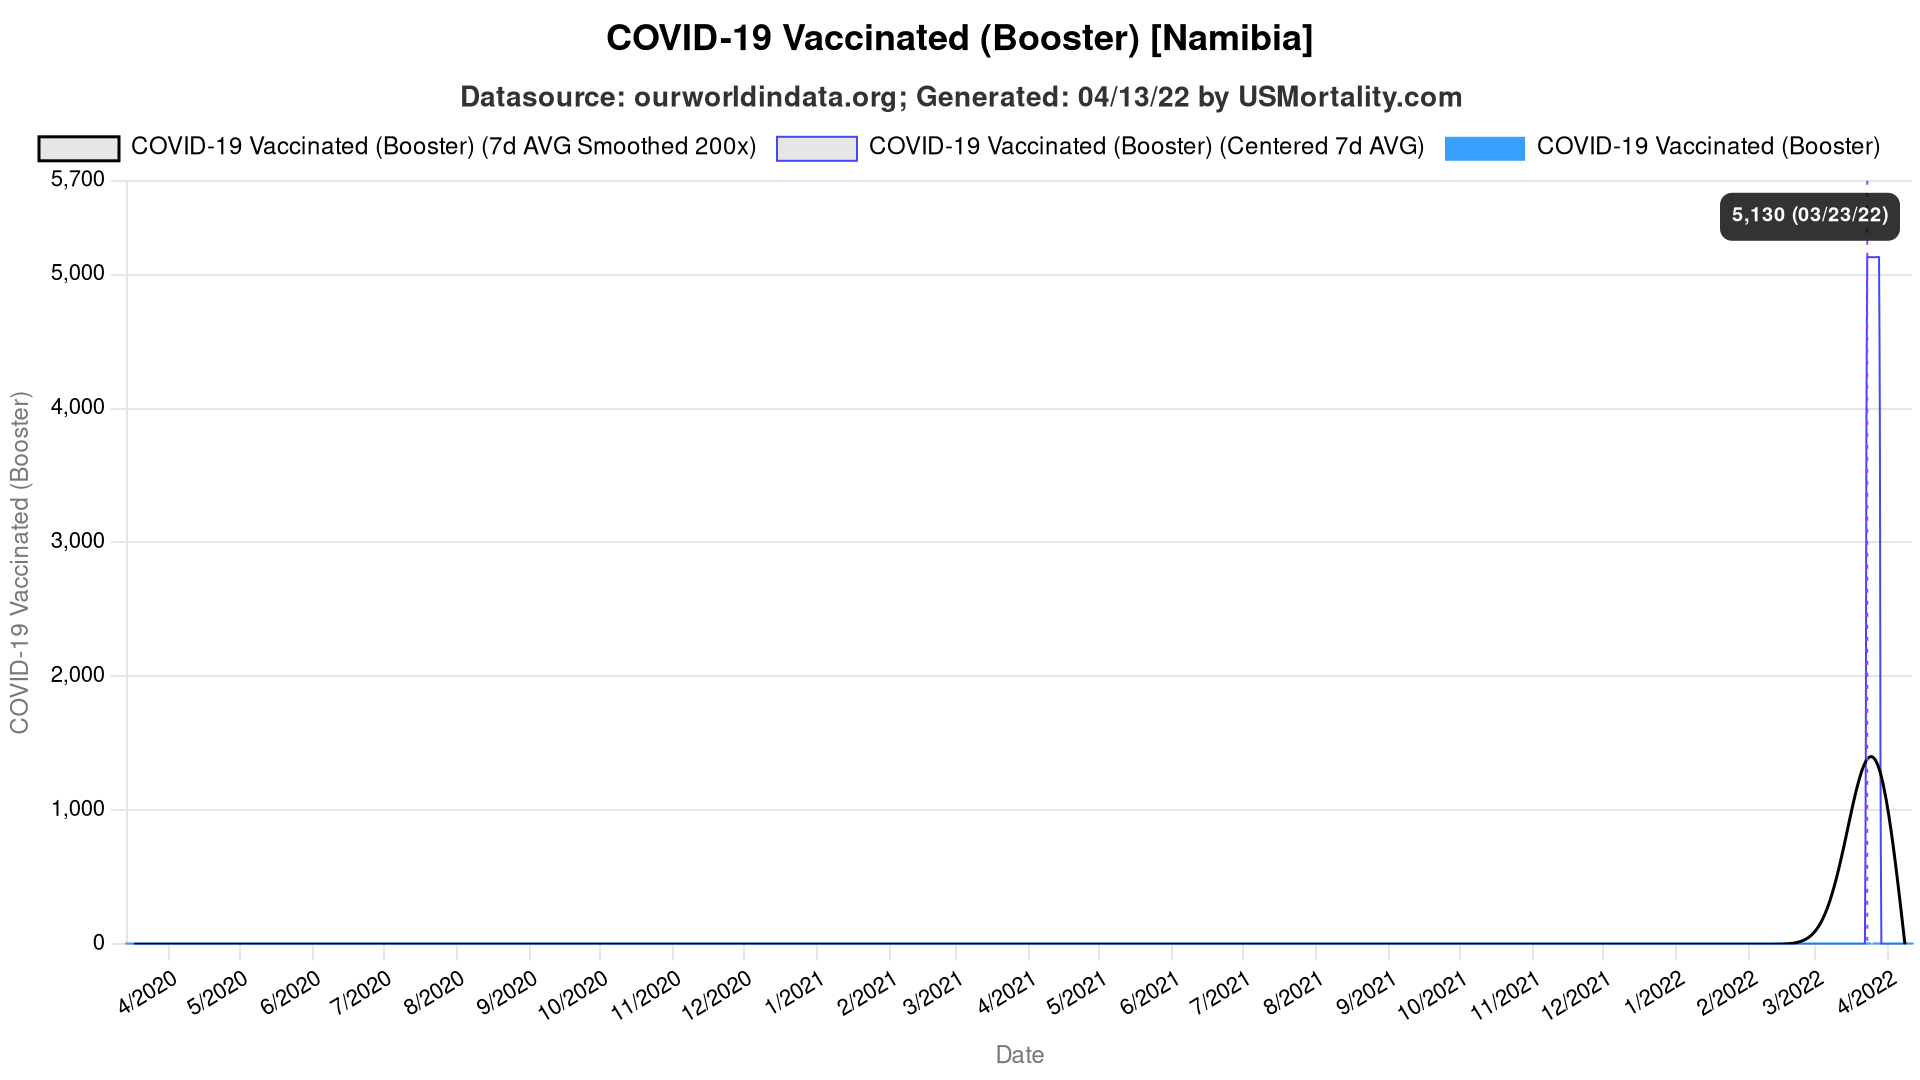 COVID-19 Vaccinated (Booster) [Namibia]
Datasource: ourworldindata.org; Generated: 04/13/22 by USMortality.com
COVID-19 Vaccinated (Booster) (7d AVG Smoothed 200x) COVID-19 Vaccinated (Booster) (Centered 7d AVG) COVID-19 Vaccinated (Booster)
5,700
5,130 (03/23/22)
5,000
4,000
3,000
2,000
1,000
0
COVID-19 Vaccinated (Booster)
4/2020 5/2020 6/2020 7/2020 8/2020 9/2020 10/2020 11/2020 12/2020 1/2021 2/2021 3/2021 4/2021 5/2021 6/2021 7/2021 8/2021 9/2021 10/2021 11/2021 12/2021 1/2022 2/2022 3/2022 4/2022
Date